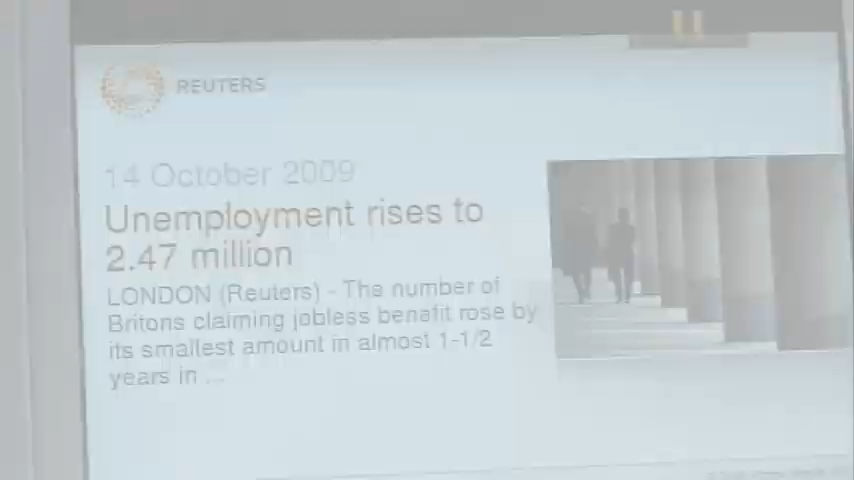 REUTERS
14 October 2009
Unemployment rises to
2.47 million
LONDON (Reuters) - The number of
Britons claiming jobless benefit rose by
its smallest amount in almost 1-1/2
years in ...